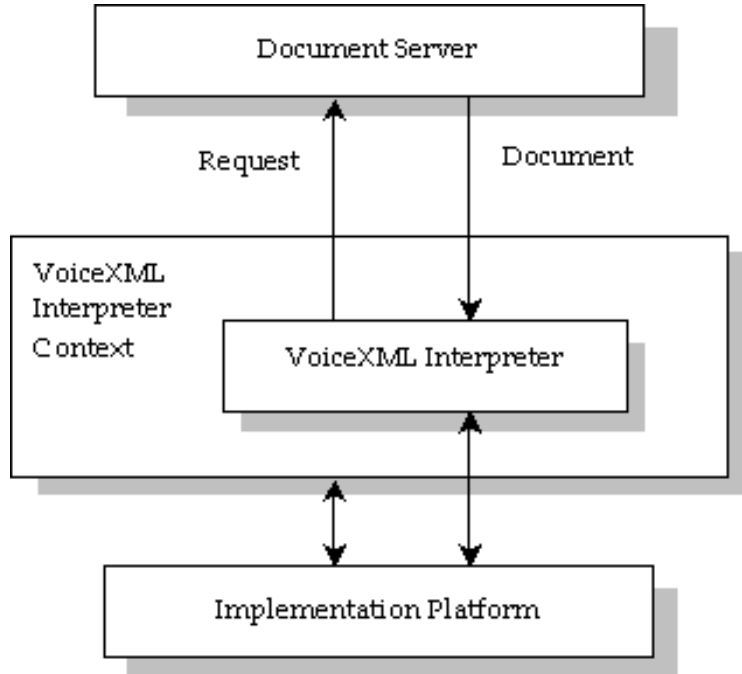 Document Server
Request
Document
VoiceXML
Interpreter
Context
VoiceXML Interpreter
Implementation Platform